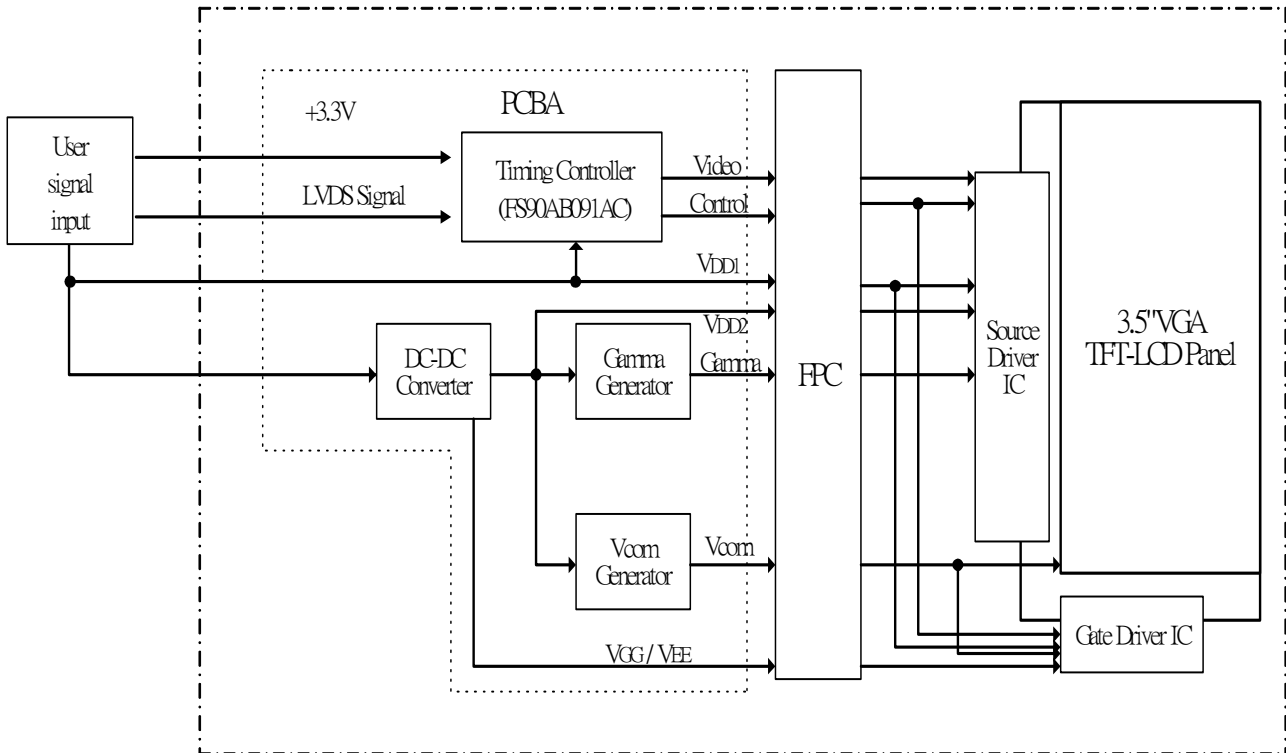 +3.3V
PCBA
User
signal
input
LVDS Signal
Timing Controller
(FS90AB091AC)
Video
Control
VDD1
VDD2
DC-DC
Converter
Gamma
Generator
Gamma
FPC
Source
Driver
IC
3.5"VGA
TFT-LCD Panel
Vcom
Generator
Vcom
VGG / VEE
Gate Driver IC